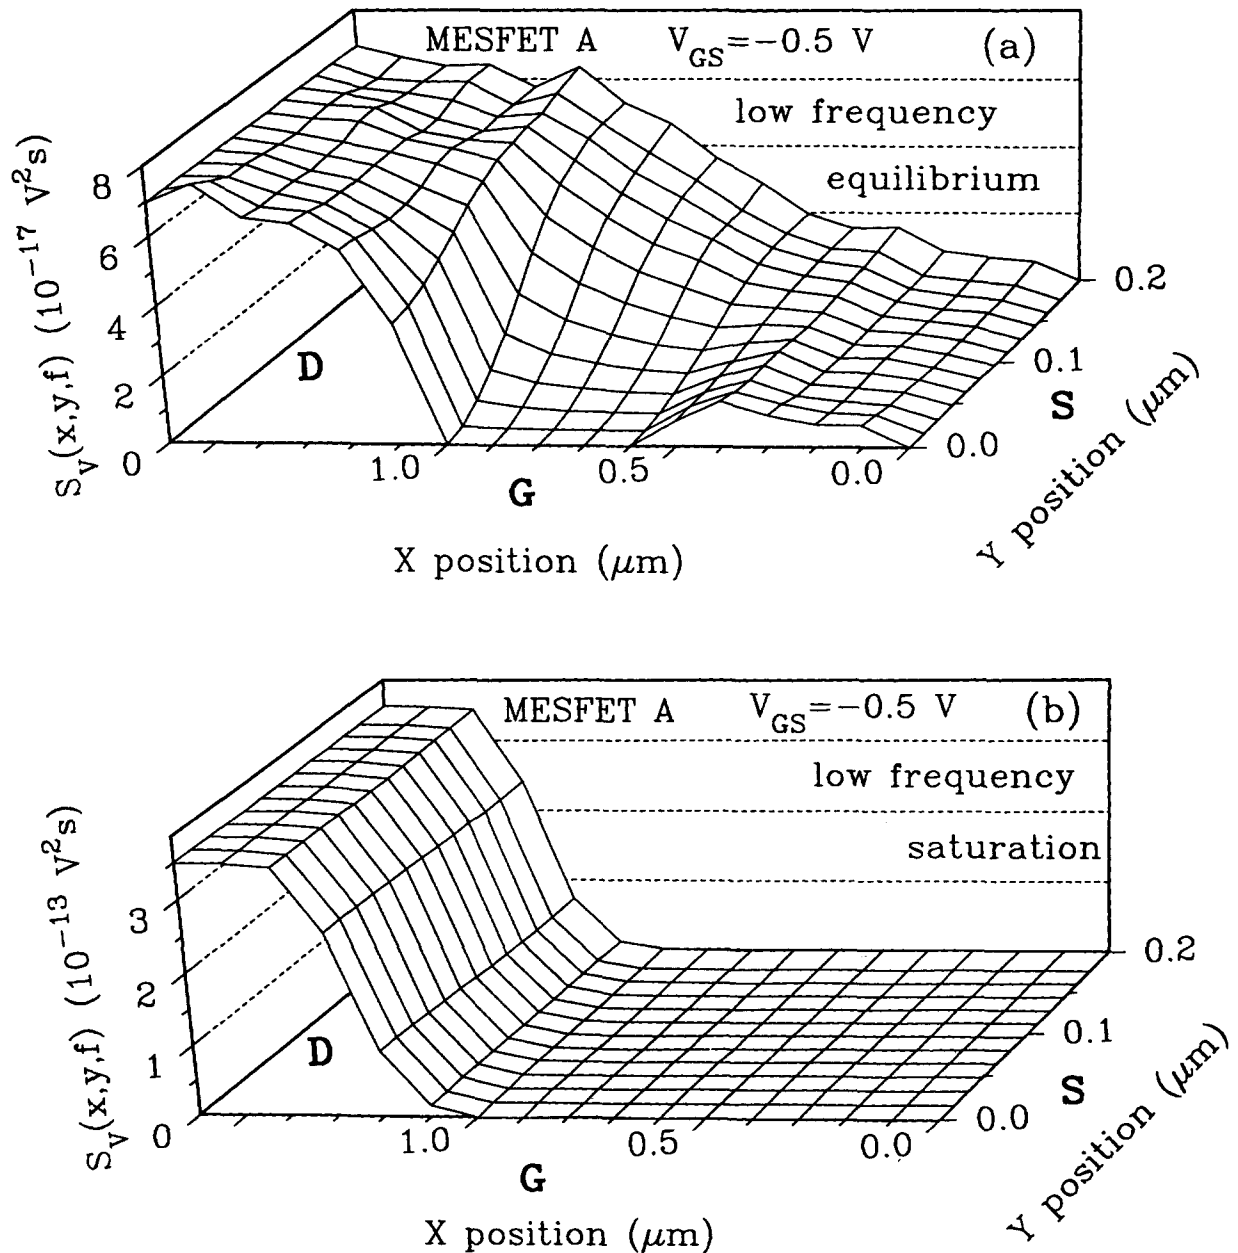 MESFET A V_GS=−0.5 V (a)
low frequency
equilibrium
S_V(x,y,f) (10^−17 V^2s)
8
6
4
2
0
D
1.0
G
0.5
0.0
X position (μm)
0.2
0.1
0.0
S
Y position (μm)
MESFET A V_GS=−0.5 V (b)
low frequency
saturation
S_V(x,y,f) (10^−13 V^2s)
3
2
1
0
D
1.0
G
0.5
0.0
X position (μm)
0.2
0.1
0.0
S
Y position (μm)